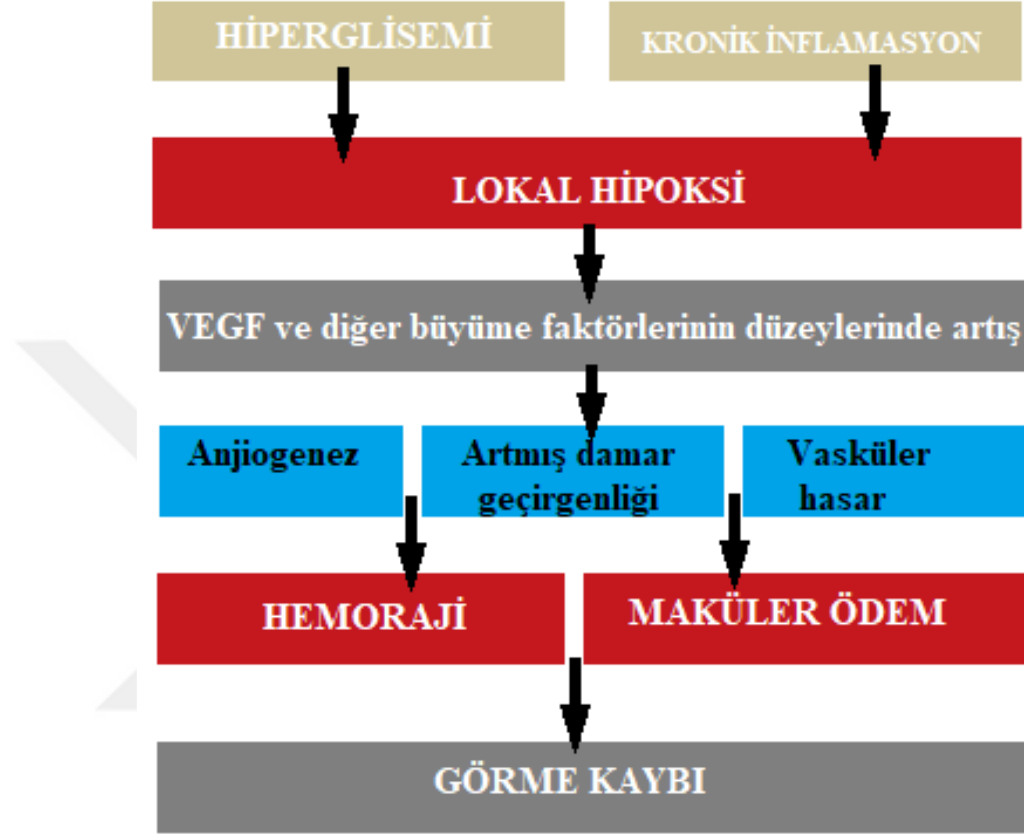 HİPERGLİSEMİ
KRONİK İNFLAMASYON
LOKAL HİPOKSİ
VEGF ve diğer büyüme faktörlerinin düzeylerinde artış
Anjiogenez
Artmış damar
geçirgenliği
Vasküler
hasar
HEMORAJİ
MAKÜLER ÖDEM
GÖRME KAYBI